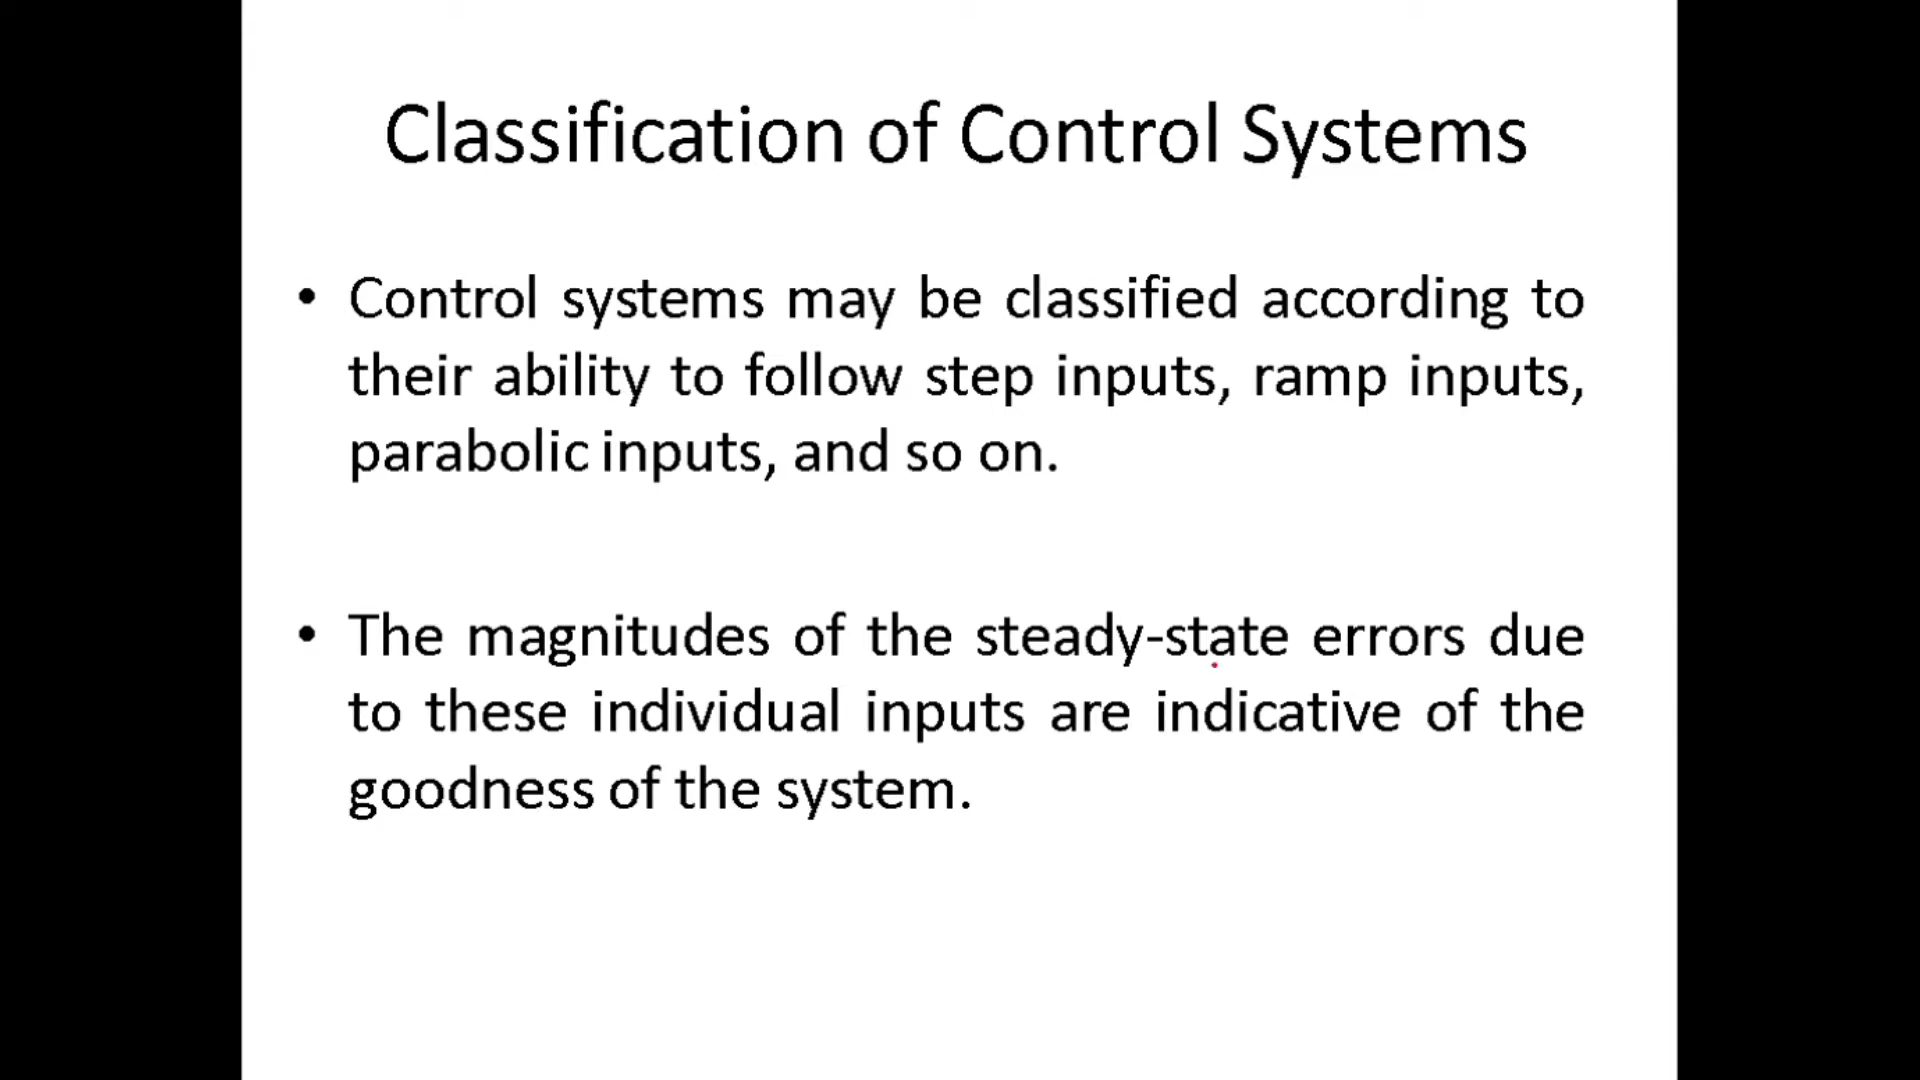 Classification of Control Systems
• Control systems may be classified according to
their ability to follow step inputs, ramp inputs,
parabolic inputs, and so on.
• The magnitudes of the steady-state errors due
to these individual inputs are indicative of the
goodness of the system.